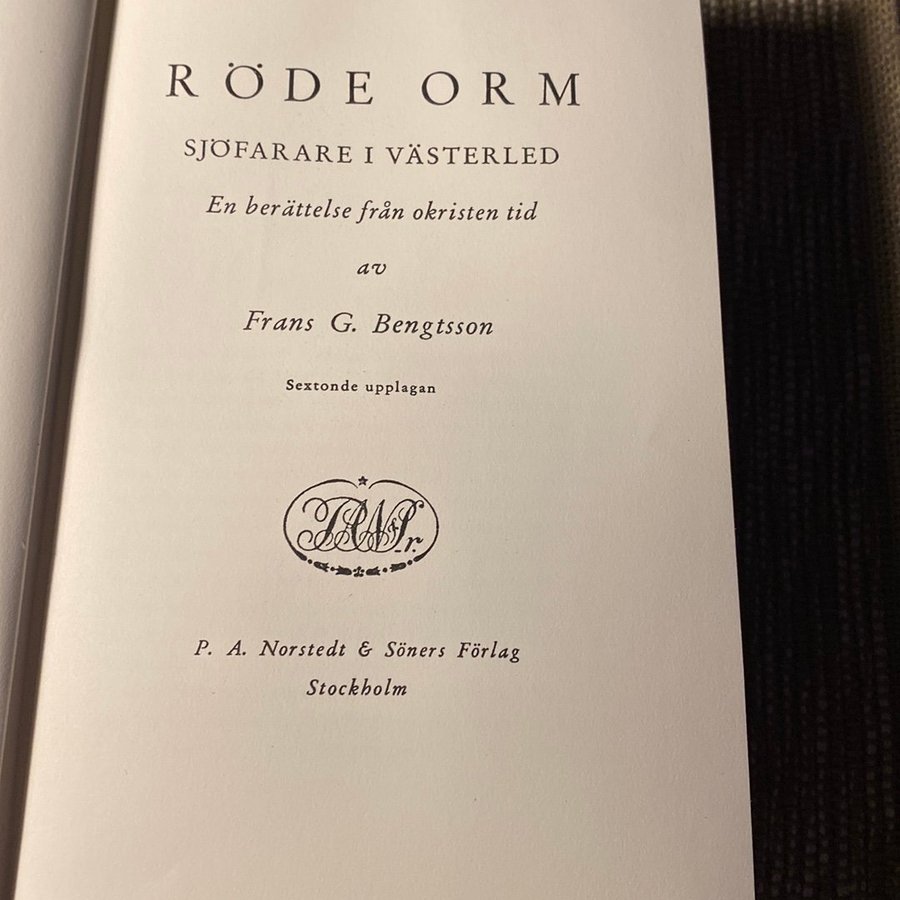 RÖDE ORM
SJÖFARARE I VÄSTERLED
En berättelse från okristen tid
av
Frans G. Bengtsson
Sextonde upplagan
P. A. Norstedt & Söners Förlag
Stockholm